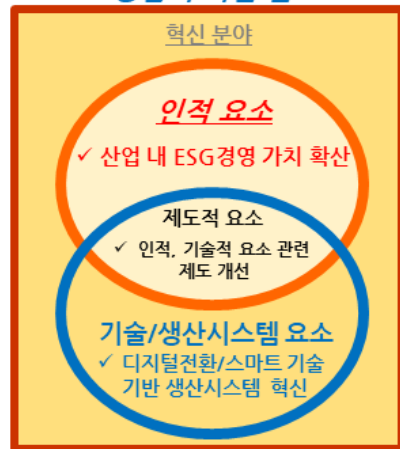 혁신 분야
인적 요소
✓ 산업 내 ESG경영 가치 확산
제도적 요소
✓ 인적, 기술적 요소 관련
제도 개선
기술/생산시스템 요소
✓ 디지털전환/스마트 기술
기반 생산시스템 혁신